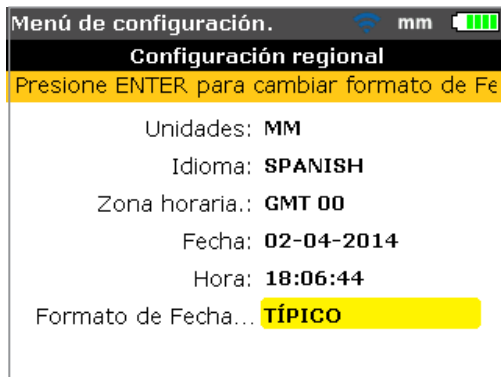 Menú de configuración. mm
Configuración regional
Presione ENTER para cambiar formato de Fe
Unidades: MM
Idioma: SPANISH
Zona horaria.: GMT 00
Fecha: 02-04-2014
Hora: 18:06:44
Formato de Fecha... TÍPICO